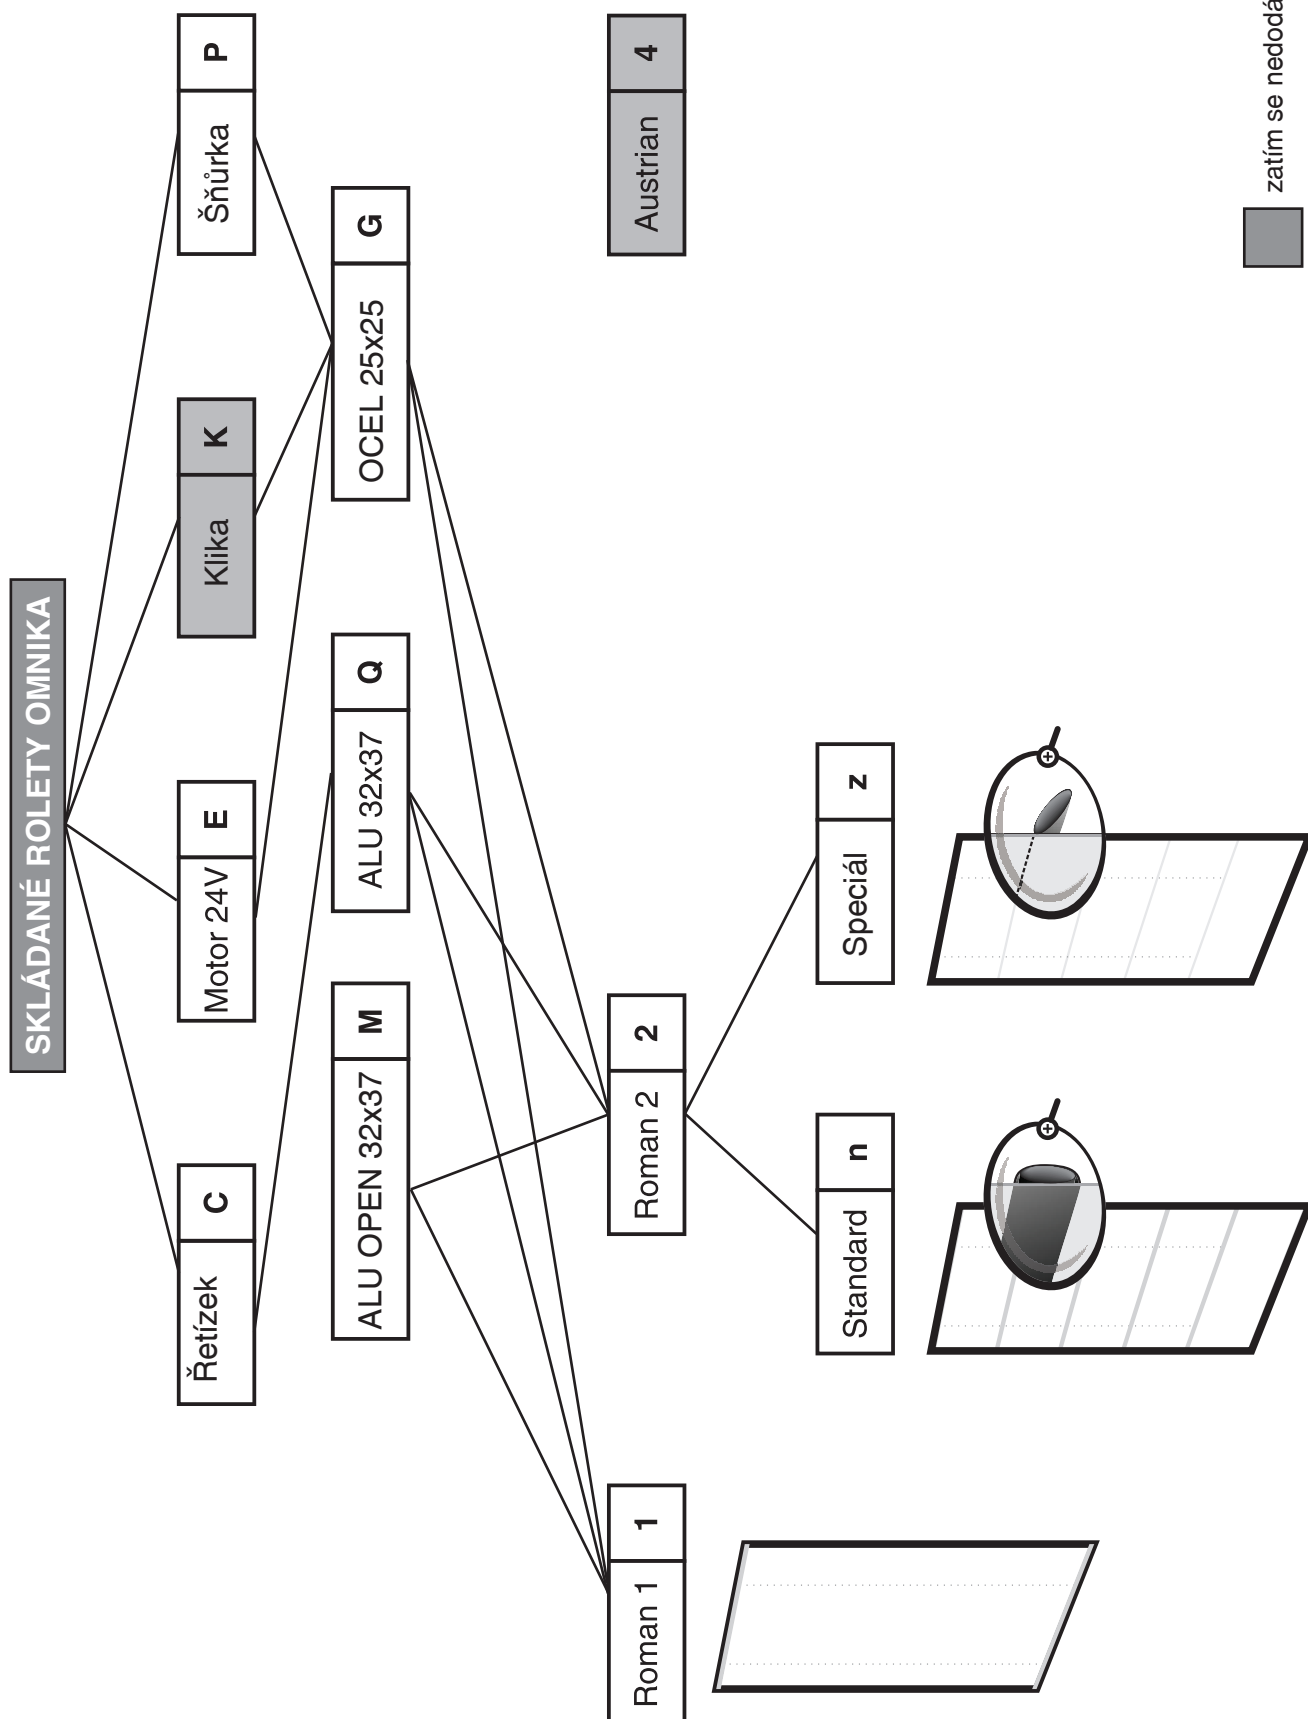 SKLÁDANÉ ROLETY OMNIKA
Řetízek C
Motor 24V E
Klika K
Šňůrka P
ALU OPEN 32x37 M
ALU 32x37 Q
OCEL 25x25 G
Roman 1 1
Roman 2 2
Austrian 4
Standard n
Speciál z
zatím se nedodá